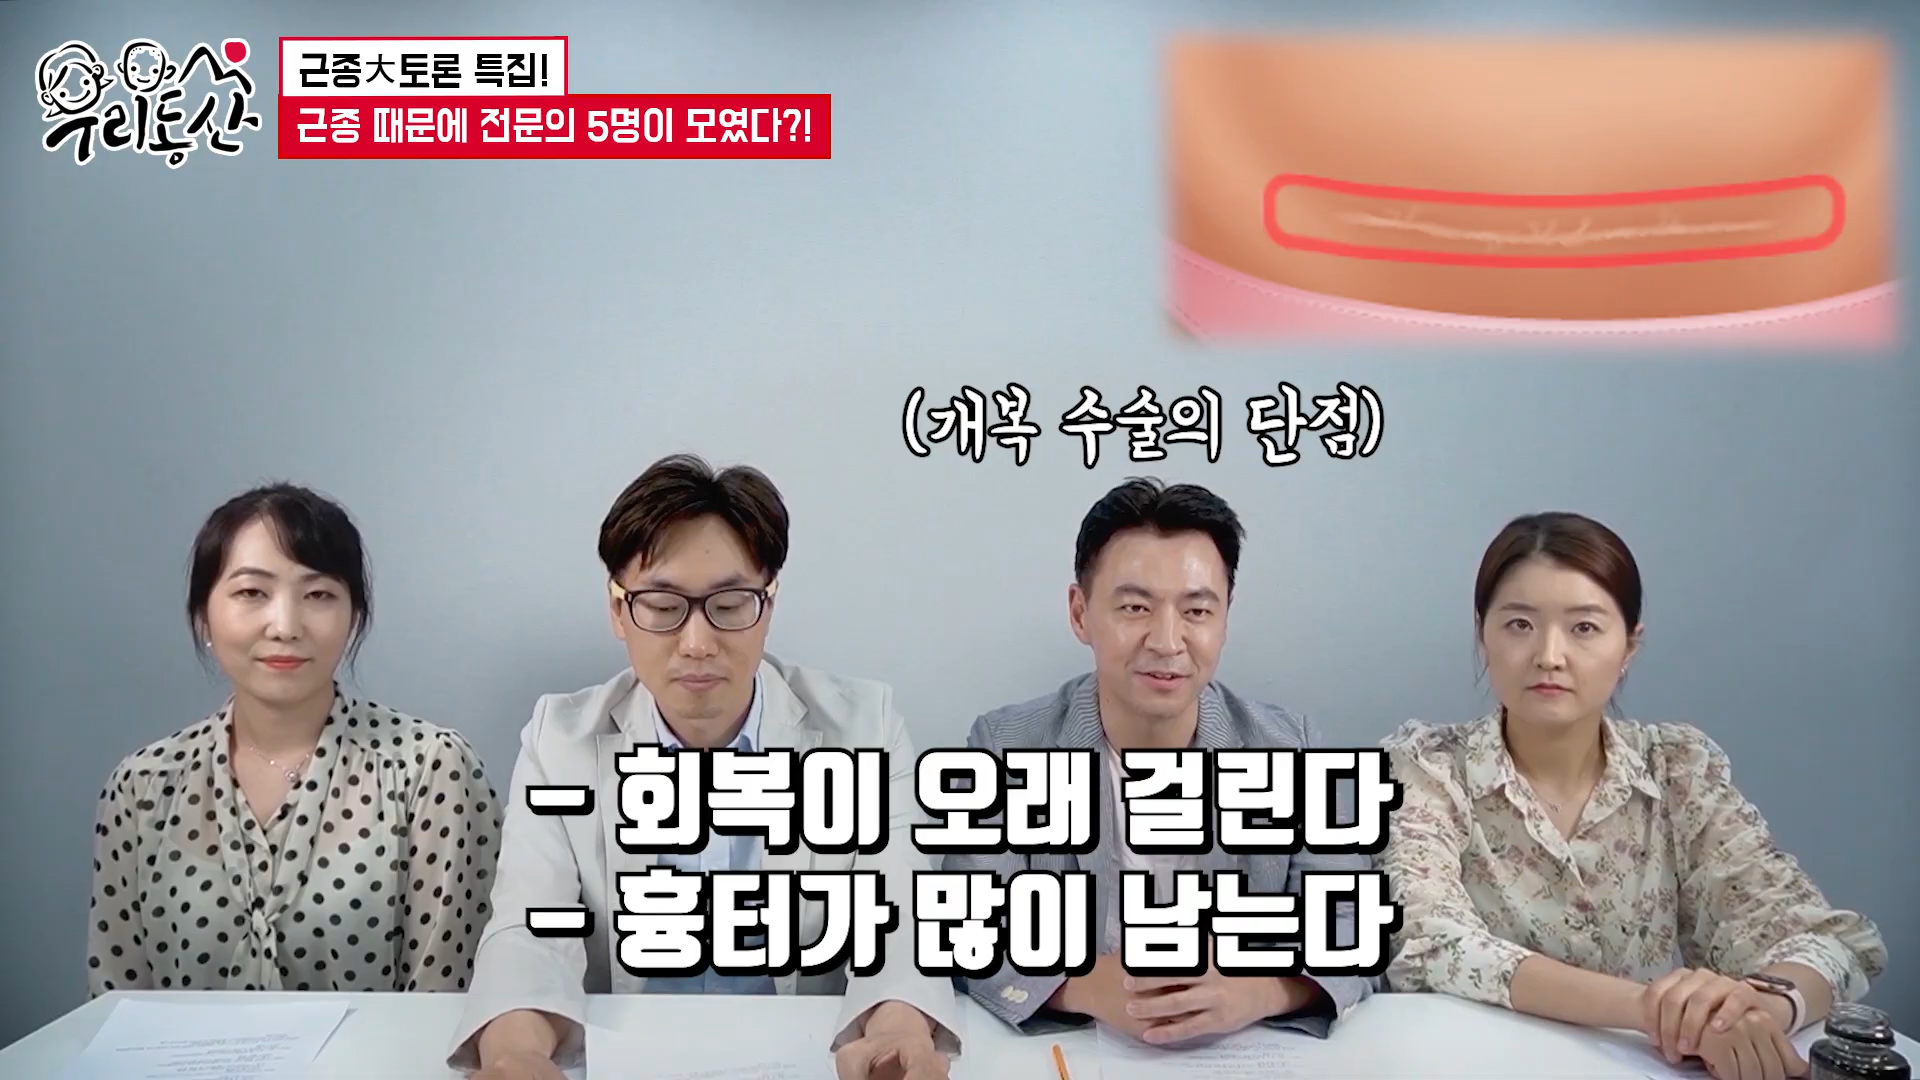 우리동산
근종大토론 특집!
근종 때문에 전문의 5명이 모였다?!
(개복 수술의 단점)
- 회복이 오래 걸린다
- 흉터가 많이 남는다